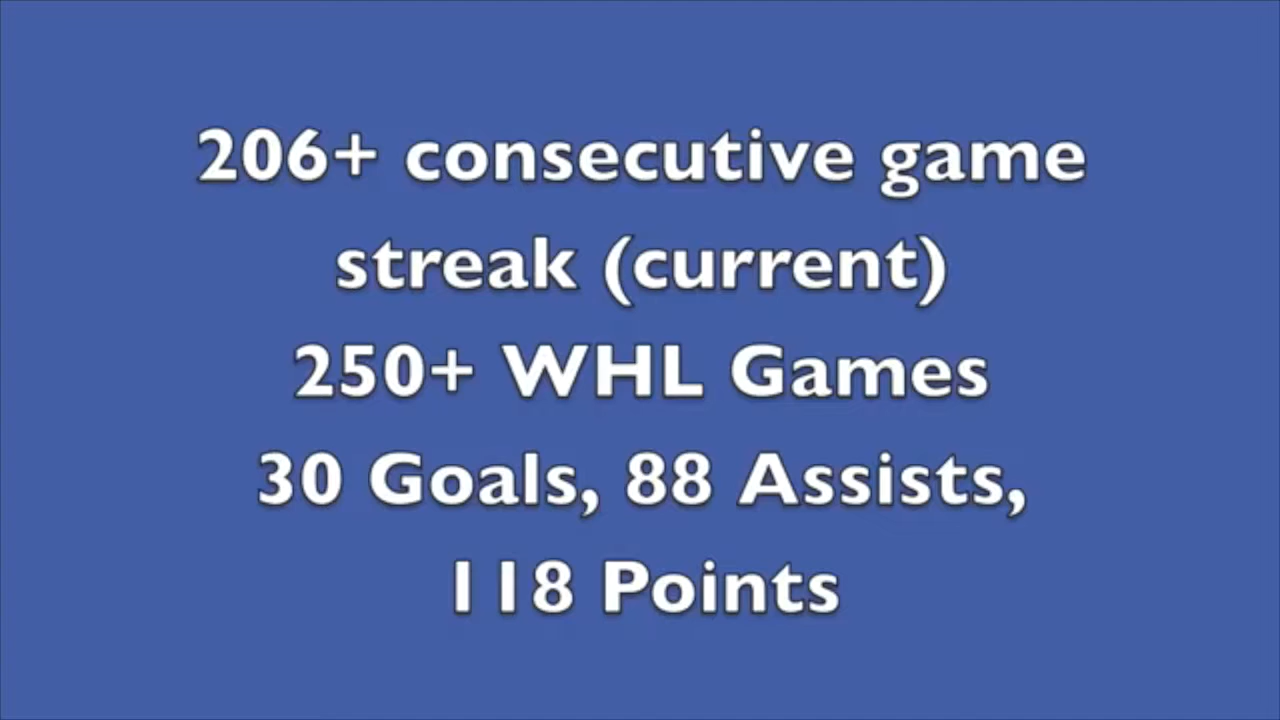 206+ consecutive game
streak (current)
250+ WHL Games
30 Goals, 88 Assists,
118 Points